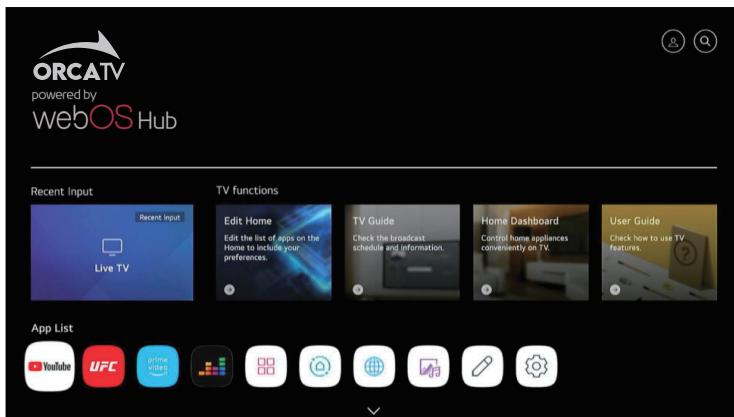 ORCATV
powered by
webOS Hub
Recent Input
TV functions
Recent Input
Live TV
Edit Home
Edit the list of apps on the
Home to include your
preferences.
TV Guide
Check the broadcast
schedule and information.
Home Dashboard
Control home appliances
conveniently on TV.
User Guide
Check how to use TV
features.
?
App List
YouTube
UFC
prime
video